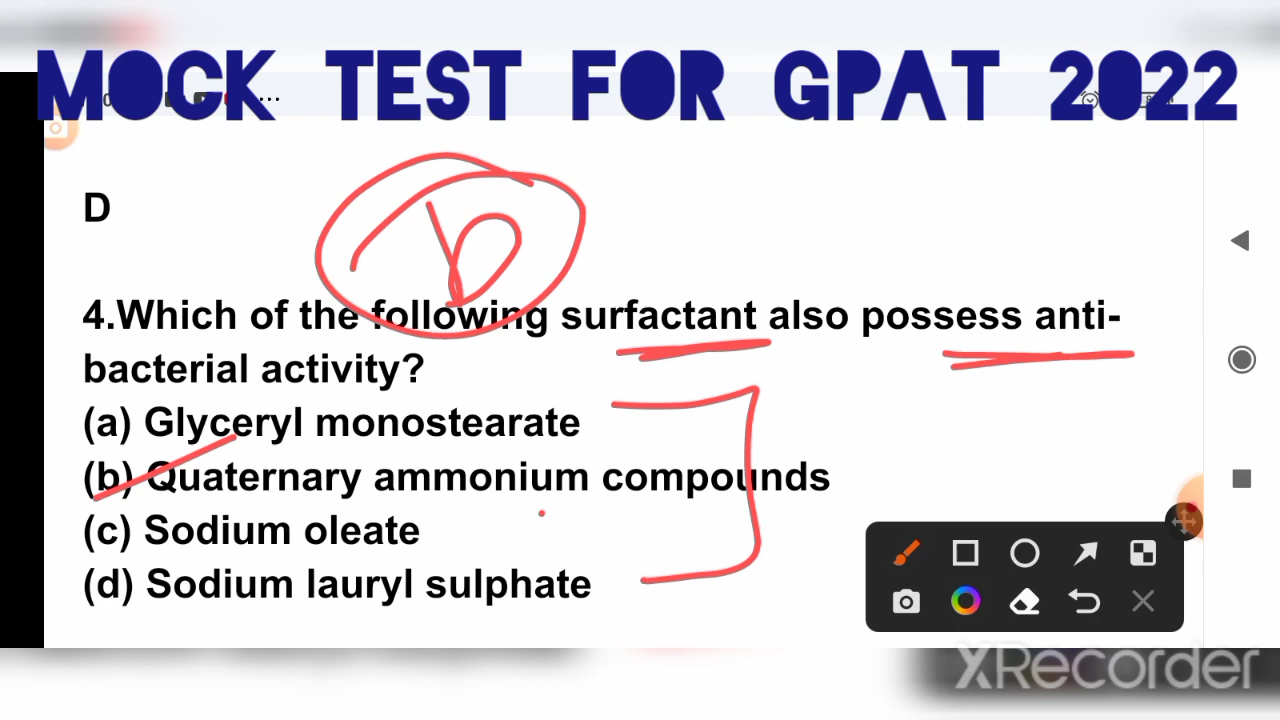 MOCK TEST FOR GPAT 2022
D
b
4.Which of the following surfactant also possess anti-
bacterial activity?
(a) Glyceryl monostearate
(b) Quaternary ammonium compounds
(c) Sodium oleate
(d) Sodium lauryl sulphate
XRecorder